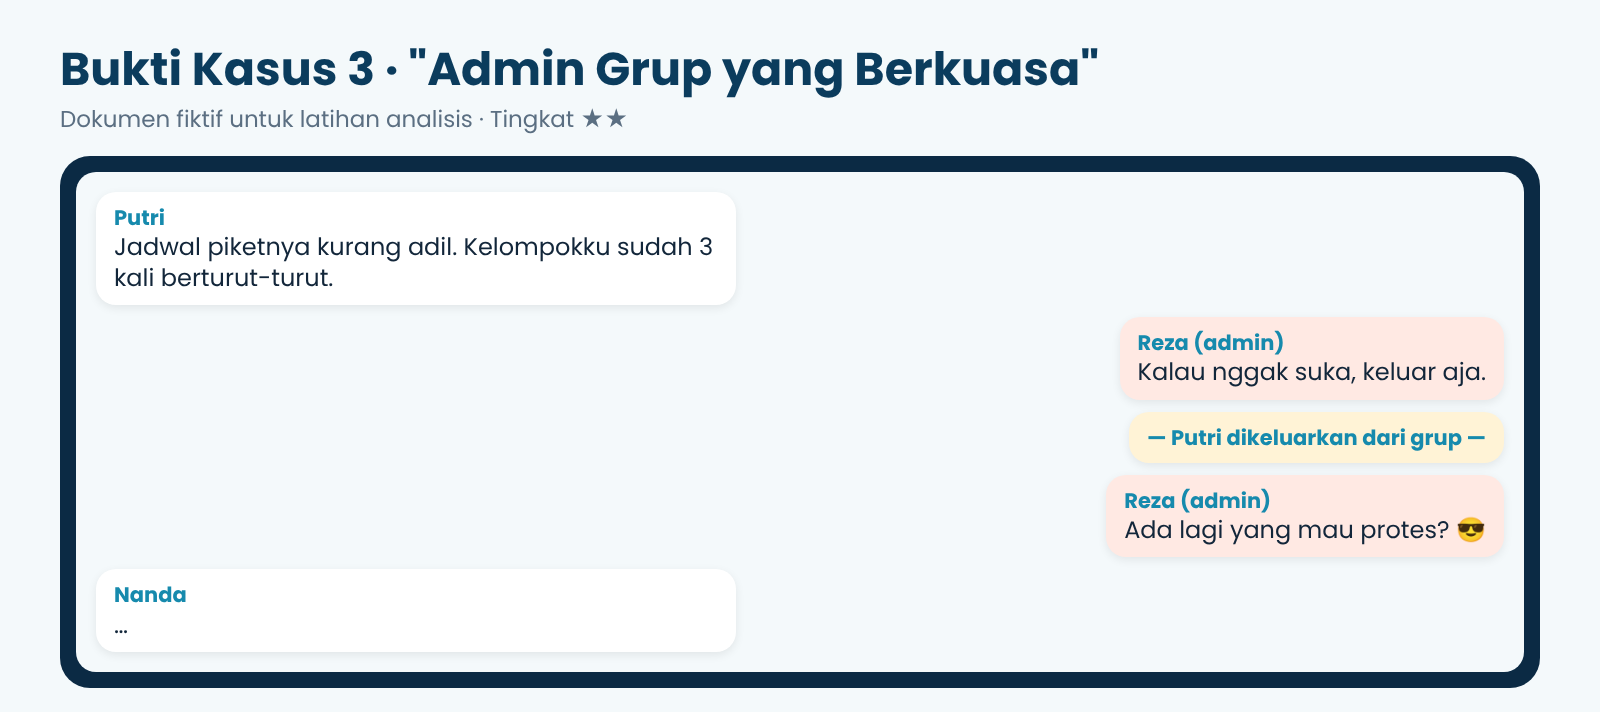 Bukti Kasus 3 · "Admin Grup yang Berkuasa"
Dokumen fiktif untuk latihan analisis · Tingkat ★★
Putri
Jadwal piketnya kurang adil. Kelompokku sudah 3
kali berturut-turut.
Reza (admin)
Kalau nggak suka, keluar aja.
— Putri dikeluarkan dari grup —
Reza (admin)
Ada lagi yang mau protes? 😎
Nanda
...